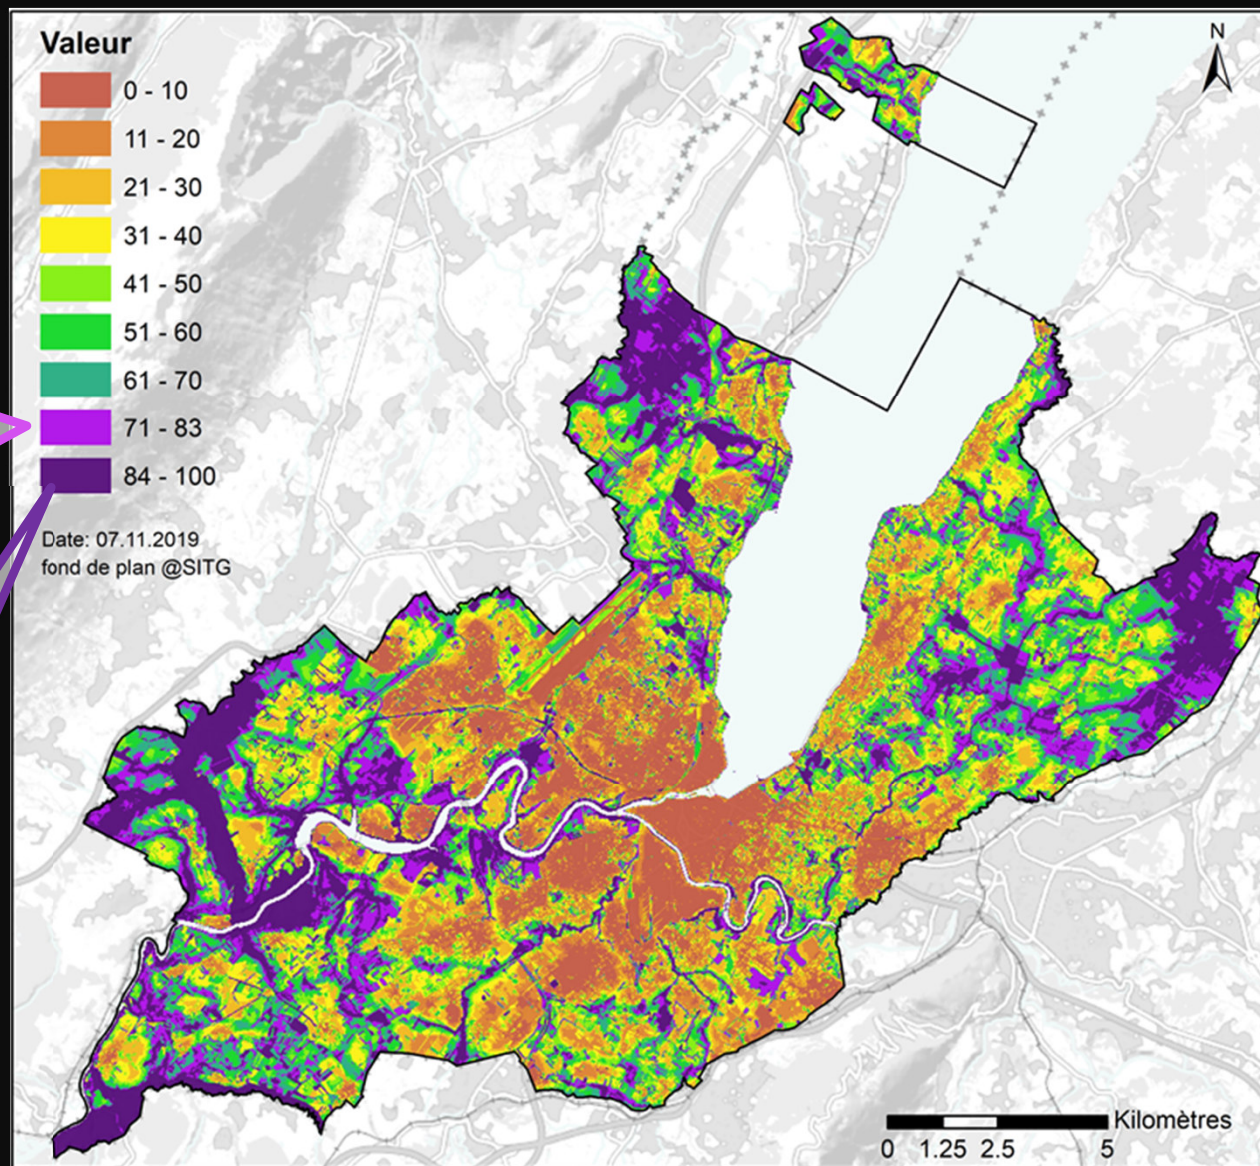 Valeur
0 - 10
11 - 20
21 - 30
31 - 40
41 - 50
51 - 60
61 - 70
71 - 83
84 - 100
Date: 07.11.2019
fond de plan @SITG
N
Kilomètres
0 1.25 2.5 5